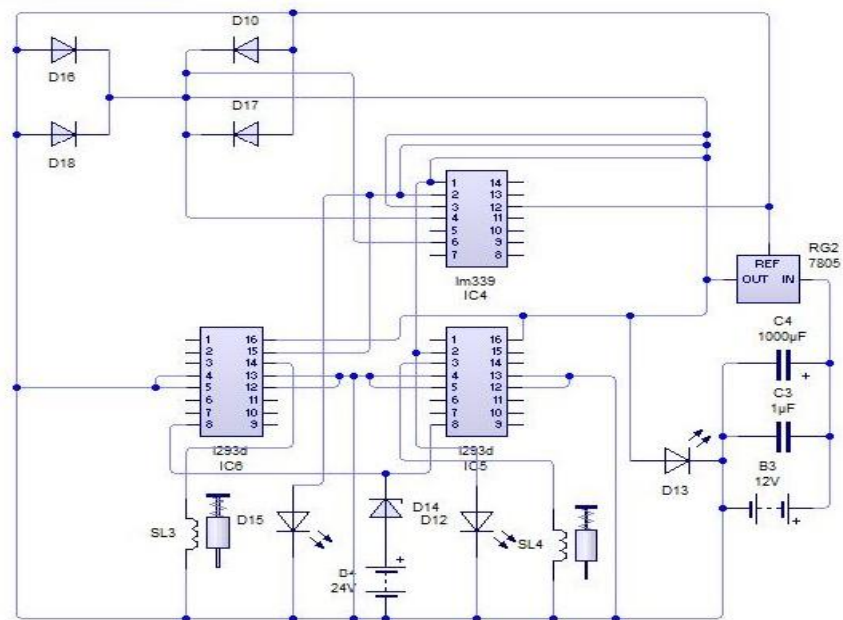 D10
D16
D17
D18
1 14
2 13
3 12
4 11
5 10
6 9
7 8
lm339
IC4
RG2
7805
REF
OUT IN
C4
1000µF
+
C3
1µF
B3
12V
+
D13
1 16
2 15
3 14
4 13
5 12
6 11
7 10
8 9
l293d
IC6
1 16
2 15
3 14
4 13
5 12
6 11
7 10
8 9
l293d
IC5
SL3
D15
D14
D12
SL4
+
24V